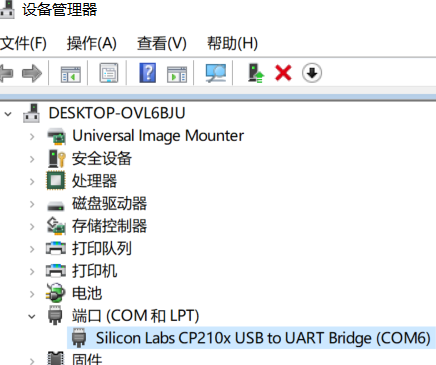 设备管理器
文件(F) 操作(A) 查看(V) 帮助(H)
DESKTOP-OVL6BJU
Universal Image Mounter
安全设备
处理器
磁盘驱动器
存储控制器
打印队列
打印机
电池
端口 (COM 和 LPT)
Silicon Labs CP210x USB to UART Bridge (COM6)
固件